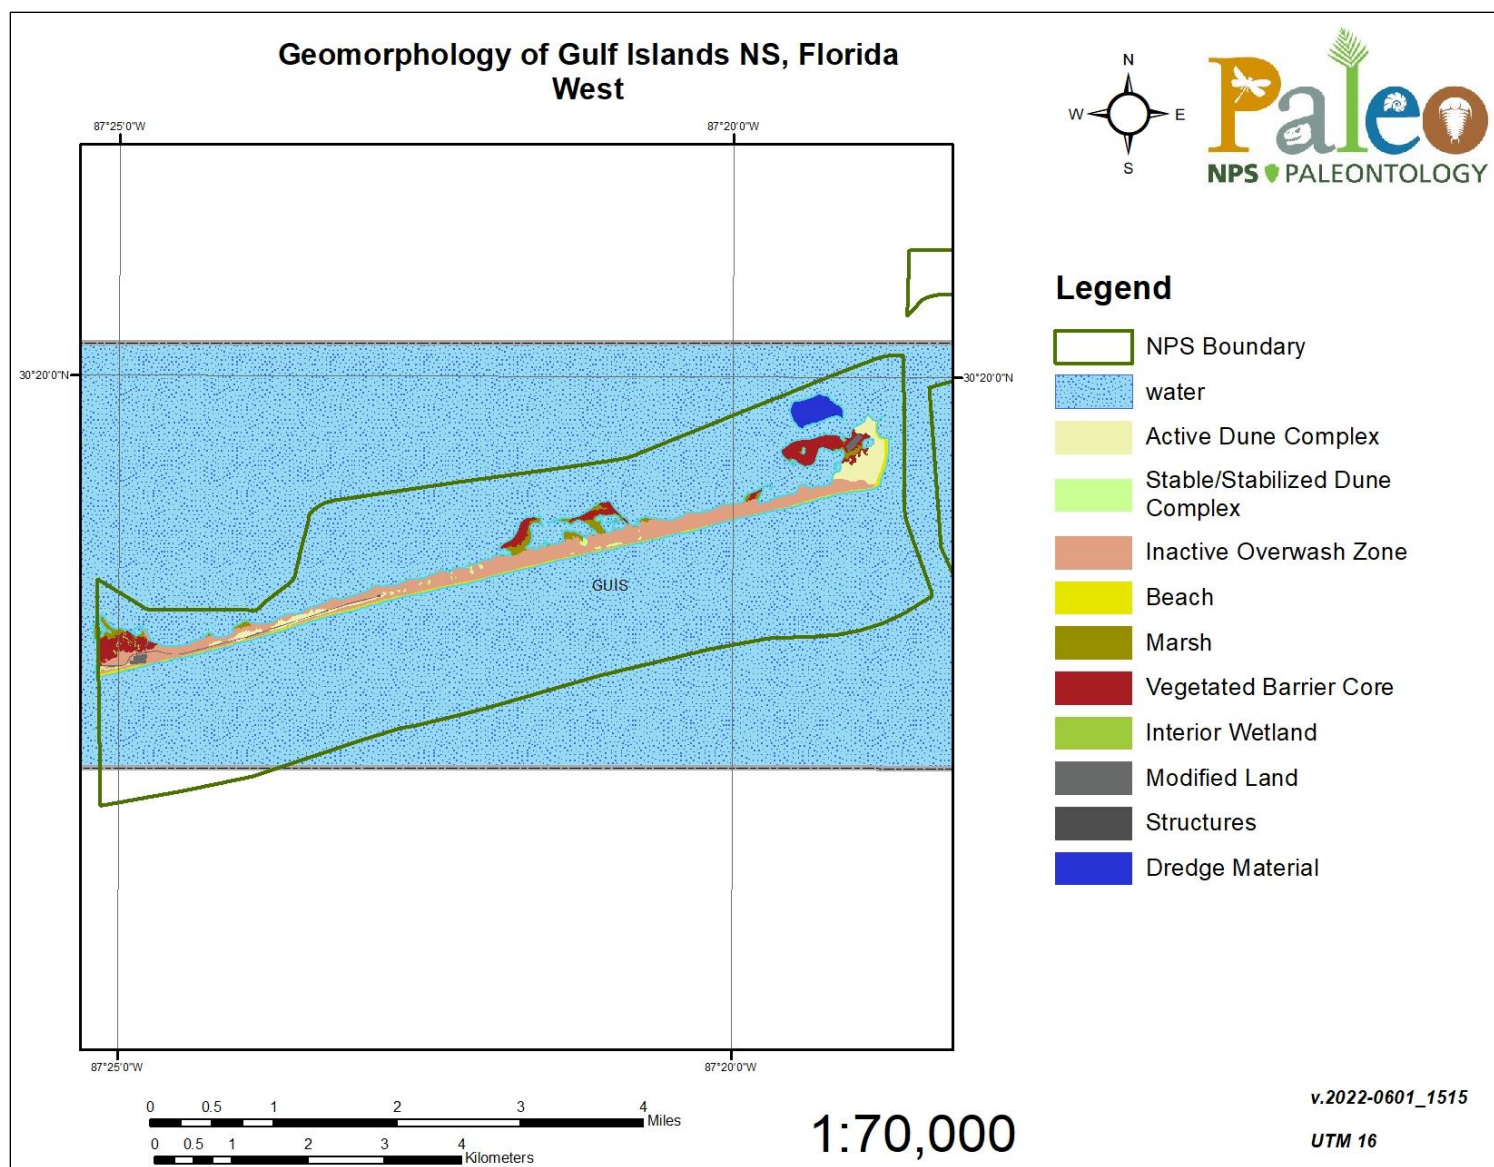 Geomorphology of Gulf Islands NS, Florida
West
N
W
E
S
Paleo
NPS PALEONTOLOGY
87°25'0"W
87°20'0"W
30°20'0"N
30°20'0"N
GUIS
87°25'0"W
87°20'0"W
Legend
NPS Boundary
water
Active Dune Complex
Stable/Stabilized Dune
Complex
Inactive Overwash Zone
Beach
Marsh
Vegetated Barrier Core
Interior Wetland
Modified Land
Structures
Dredge Material
0 0.5 1 2 3 4
Miles
0 0.5 1 2 3 4
Kilometers
1:70,000
v.2022-0601_1515
UTM 16